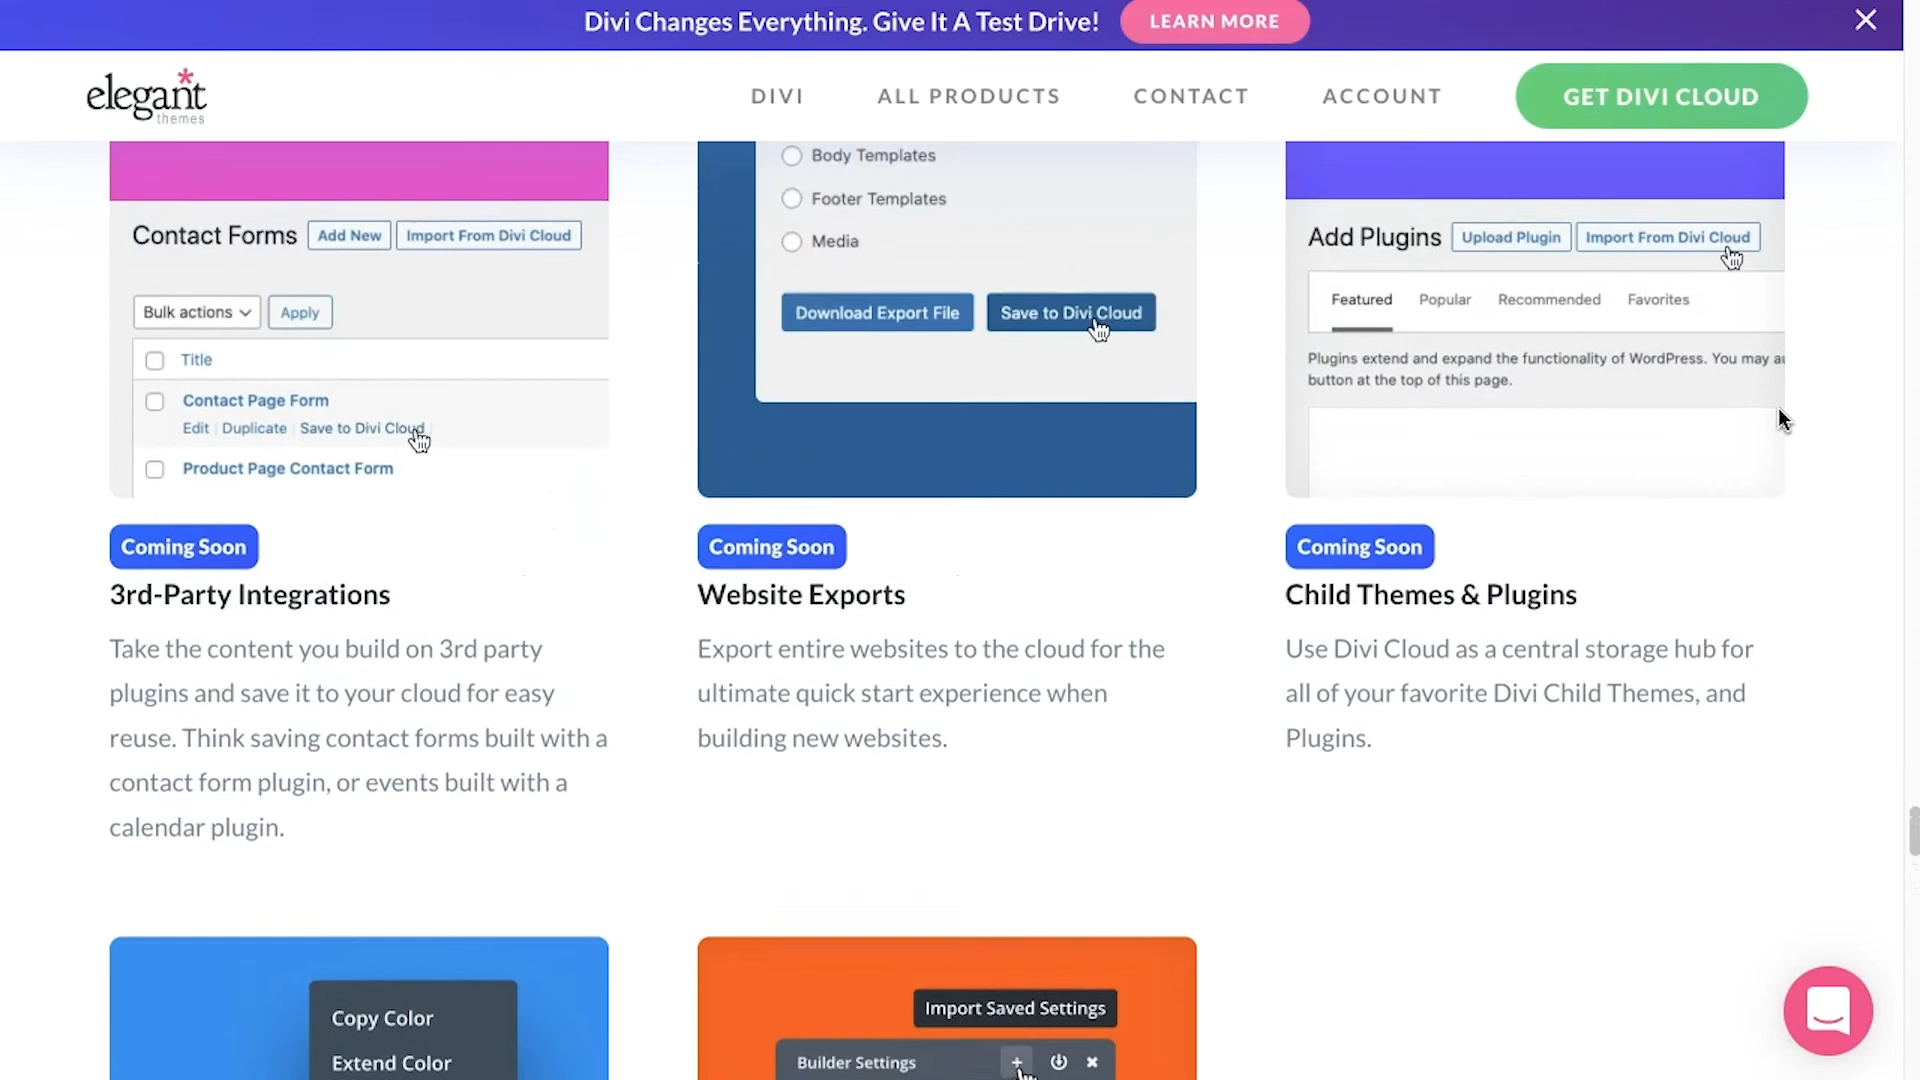 Divi Changes Everything. Give It A Test Drive!
LEARN MORE
elegant
themes
DIVI
ALL PRODUCTS
CONTACT
ACCOUNT
GET DIVI CLOUD
Contact Forms
Add New
Import From Divi Cloud
Bulk actions
Apply
Title
Contact Page Form
Edit | Duplicate | Save to Divi Cloud
Product Page Contact Form
Body Templates
Footer Templates
Media
Download Export File
Save to Divi Cloud
Add Plugins
Upload Plugin
Import From Divi Cloud
Featured
Popular
Recommended
Favorites
Plugins extend and expand the functionality of WordPress. You may
button at the top of this page.
Coming Soon
3rd-Party Integrations
Take the content you build on 3rd party
plugins and save it to your cloud for easy
reuse. Think saving contact forms built with a
contact form plugin, or events built with a
calendar plugin.
Coming Soon
Website Exports
Export entire websites to the cloud for the
ultimate quick start experience when
building new websites.
Coming Soon
Child Themes & Plugins
Use Divi Cloud as a central storage hub for
all of your favorite Divi Child Themes, and
Plugins.
Copy Color
Extend Color
Import Saved Settings
Builder Settings